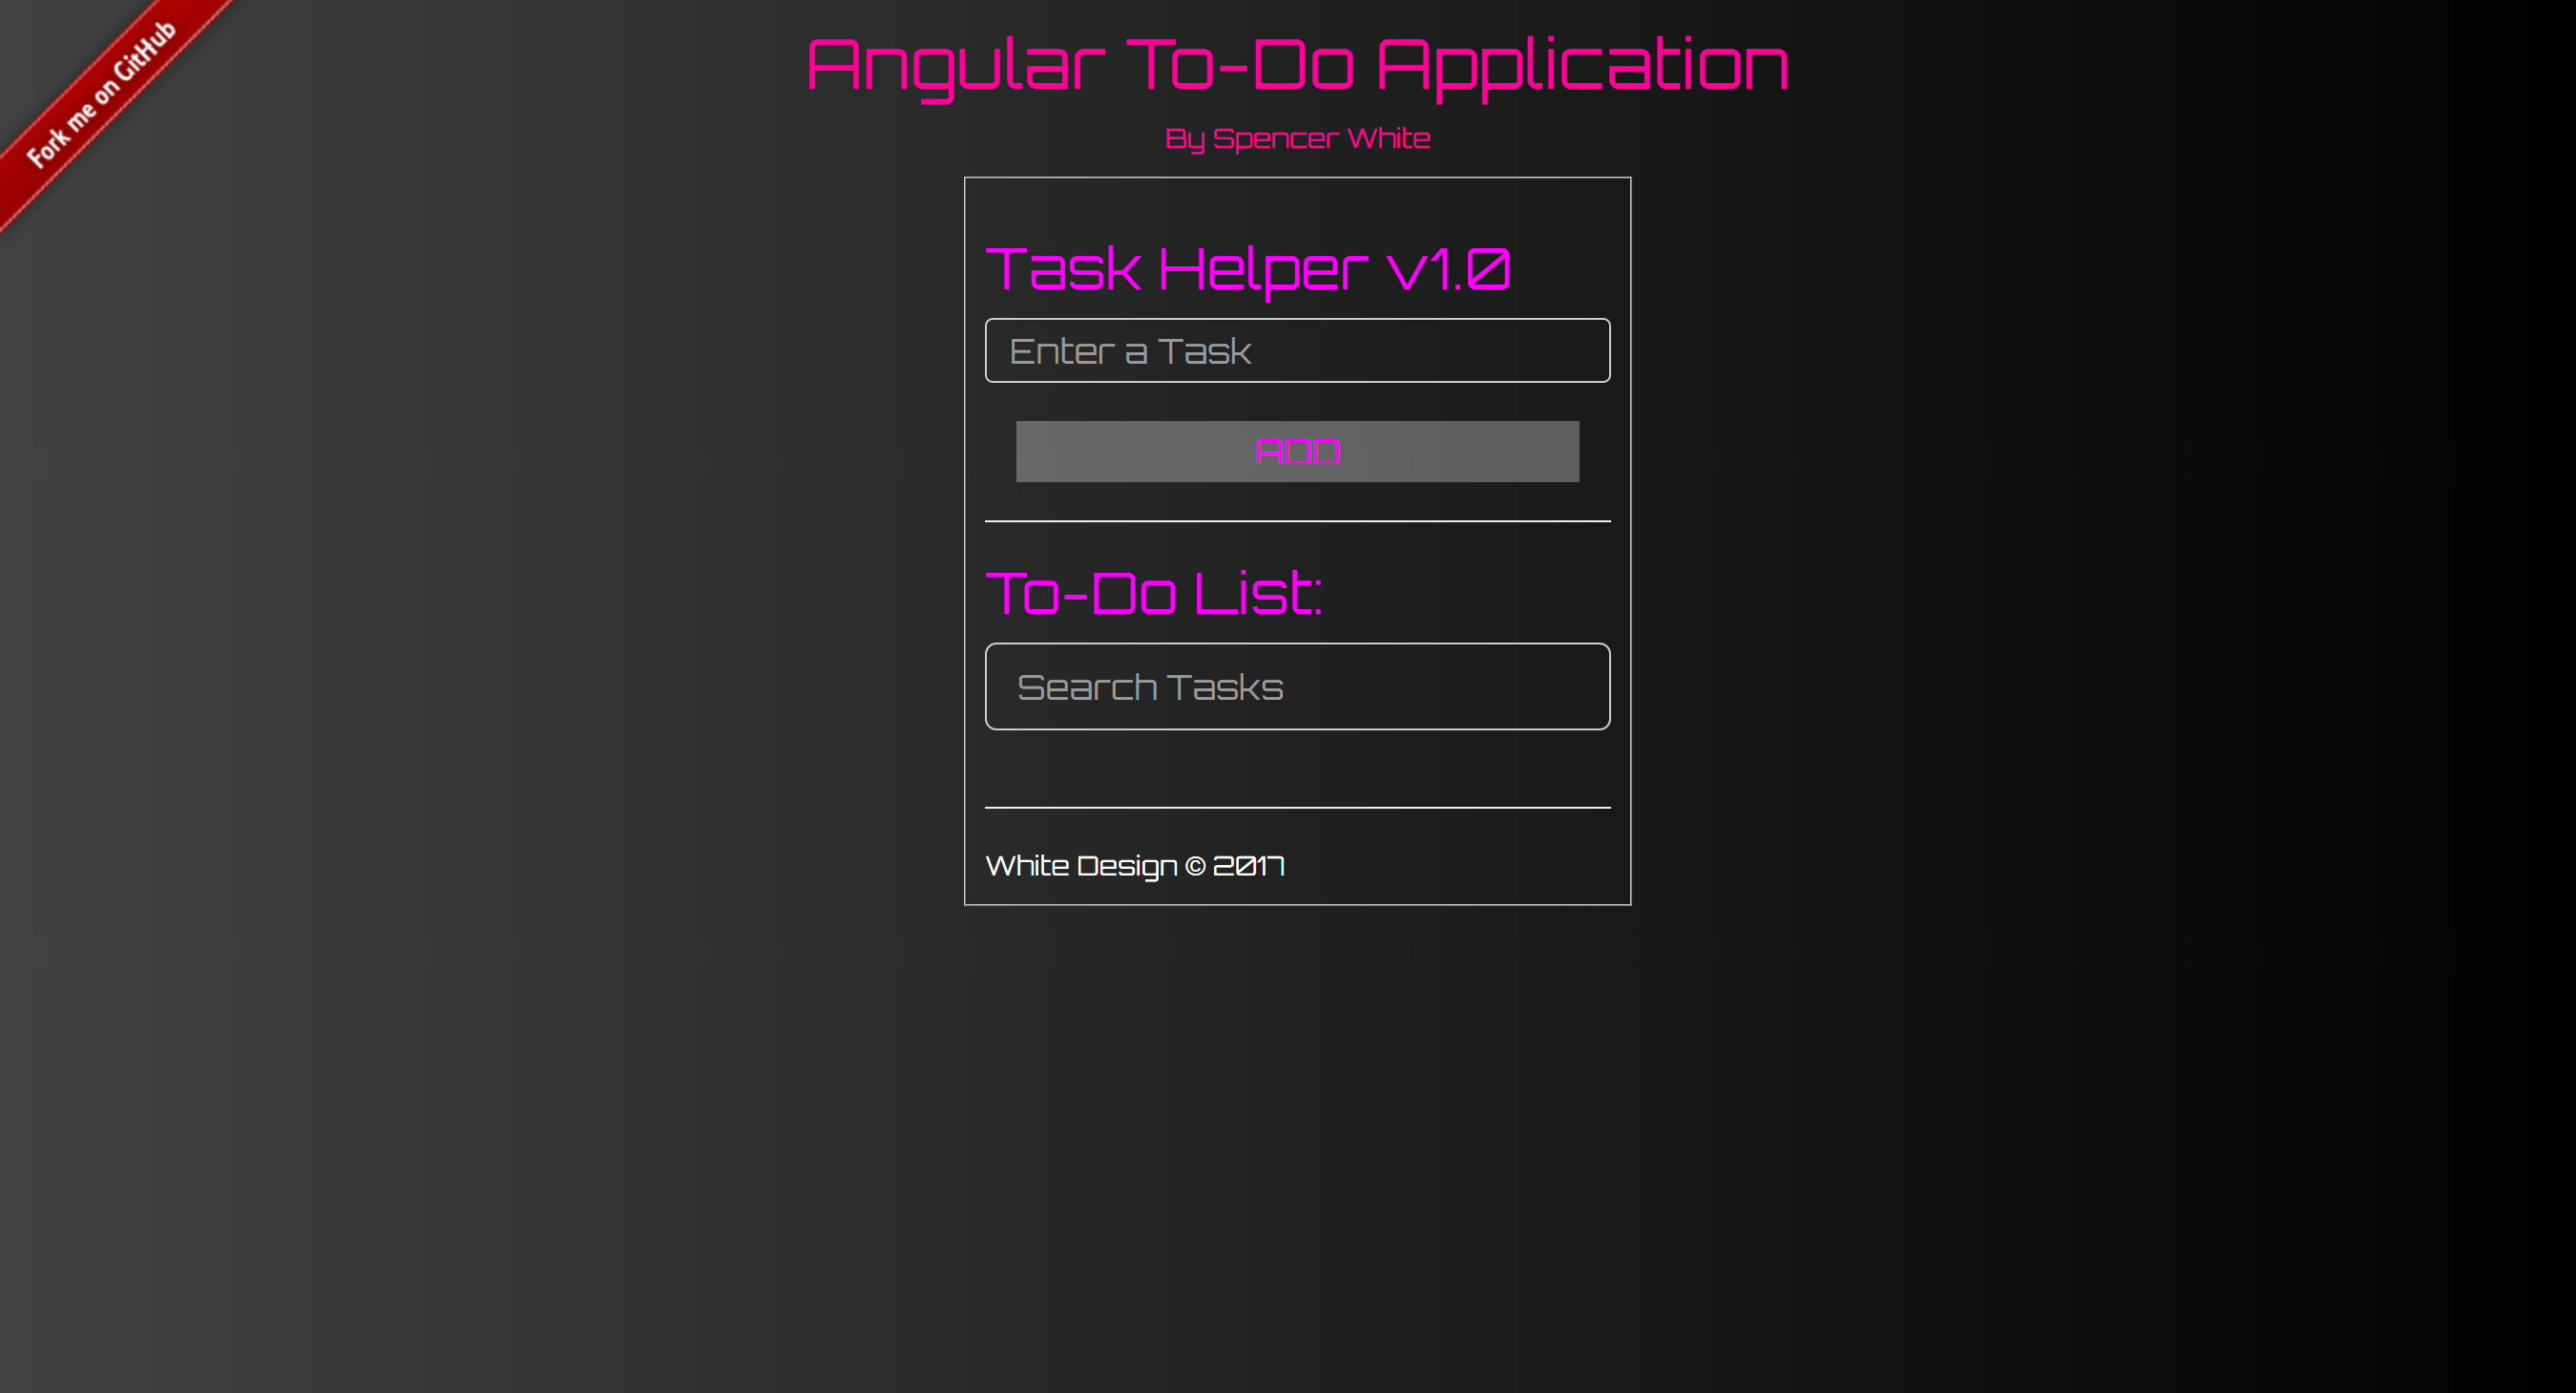 Fork me on GitHub
Angular To-Do Application
By Spencer White
Task Helper v1.0
Enter a Task
ADD
To-Do List:
Search Tasks
White Design © 2017